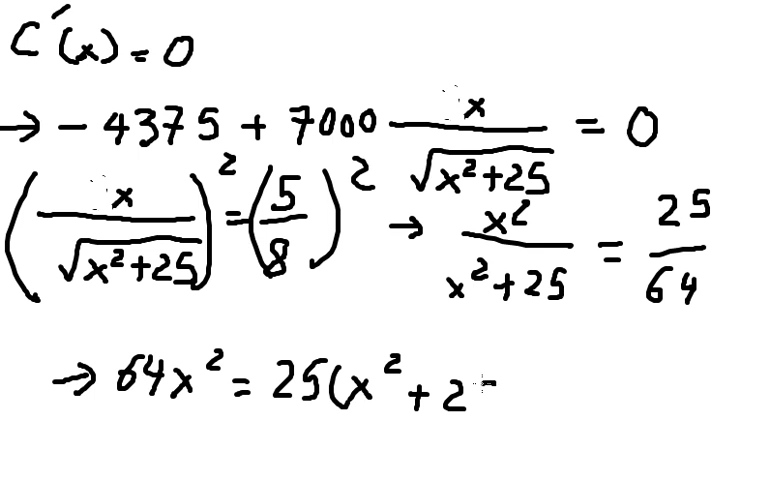 C'(x) = 0
→ - 4375 + 7000 x/√(x²+25) = 0
(x/√(x²+25))² = (5/8)² → x²/(x²+25) = 25/64
→ 64x² = 25(x² + 2